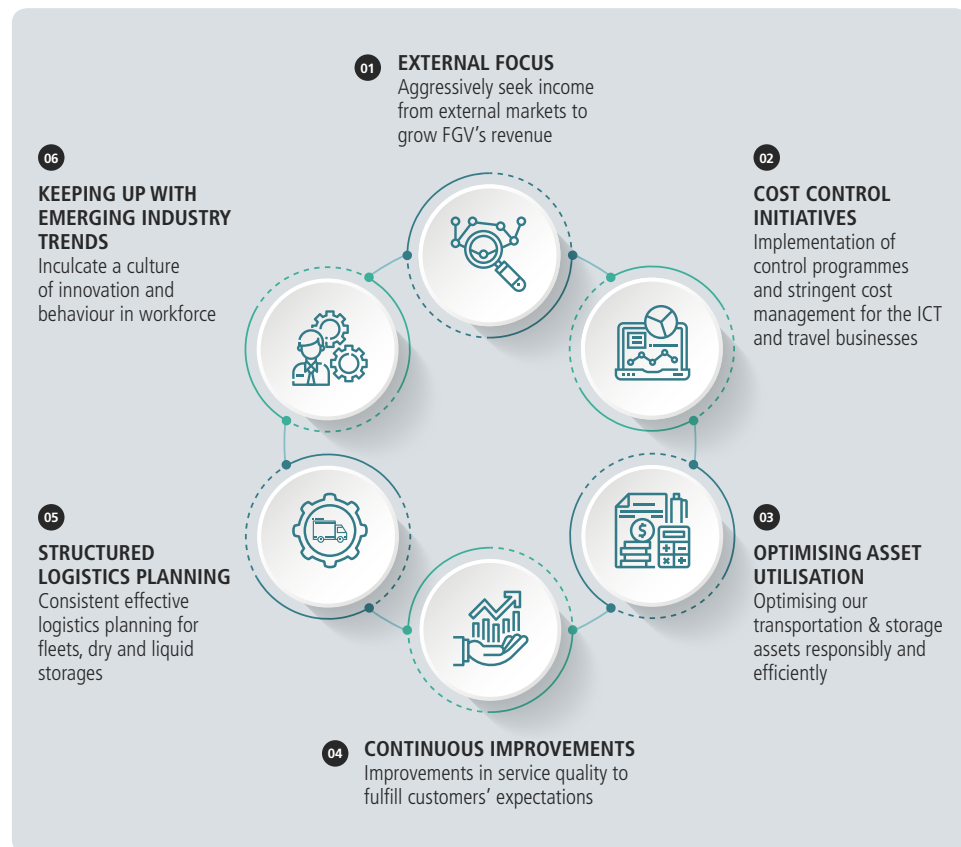 01
EXTERNAL FOCUS
Aggressively seek income
from external markets to
grow FGV's revenue
02
COST CONTROL
INITIATIVES
Implementation of
control programmes
and stringent cost
management for the ICT
and travel businesses
03
OPTIMISING ASSET
UTILISATION
Optimising our
transportation & storage
assets responsibly and
efficiently
04
CONTINUOUS IMPROVEMENTS
Improvements in service quality to
fulfill customers' expectations
05
STRUCTURED
LOGISTICS PLANNING
Consistent effective
logistics planning for
fleets, dry and liquid
storages
06
KEEPING UP WITH
EMERGING INDUSTRY
TRENDS
Inculcate a culture
of innovation and
behaviour in workforce